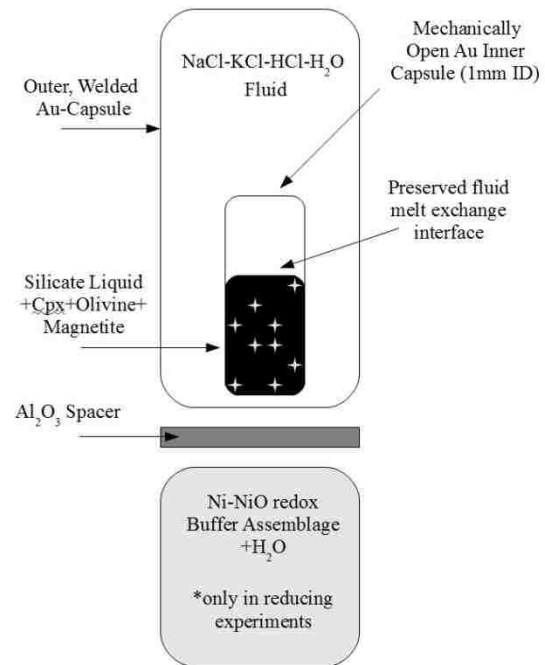 Mechanically
Open Au Inner
Capsule (1mm ID)
NaCl-KCl-HCl-H₂O
Fluid
Outer, Welded
Au-Capsule
Preserved fluid
melt exchange
interface
Silicate Liquid
+Cpx+Olivine+
Magnetite
Al₂O₃ Spacer
Ni-NiO redox
Buffer Assemblage
+H₂O
*only in reducing
experiments